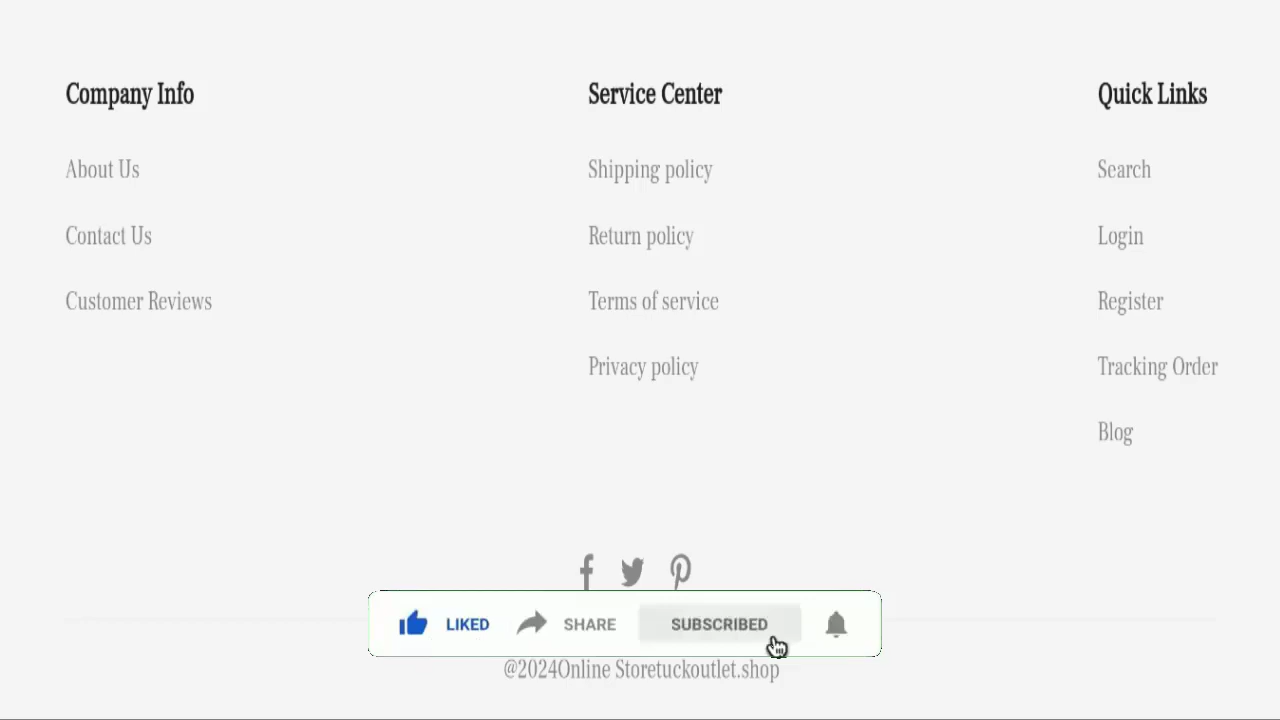 Company Info
About Us
Contact Us
Customer Reviews
Service Center
Shipping policy
Return policy
Terms of service
Privacy policy
Quick Links
Search
Login
Register
Tracking Order
Blog
LIKED SHARE SUBSCRIBED
@2024Online Storetuckoutlet.shop